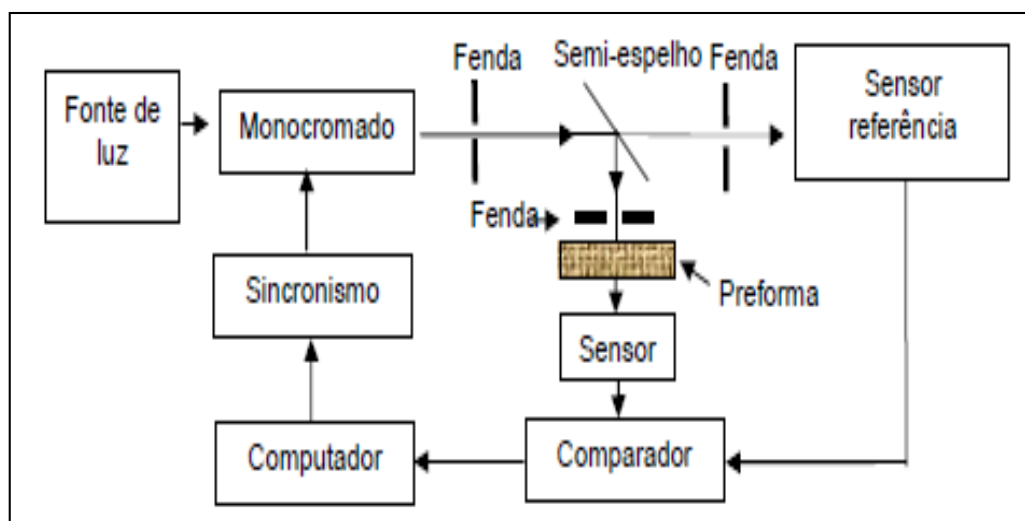 Fonte de
luz
Monocromado
Fenda
Semi-espelho
Fenda
Sensor
referência
Fenda
Preforma
Sincronismo
Sensor
Computador
Comparador